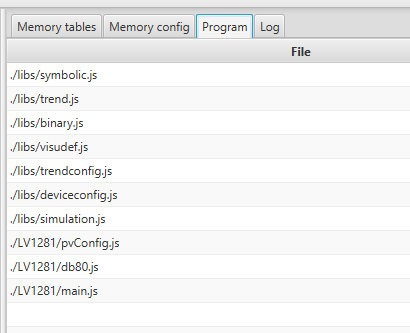 Memory tables Memory config Program Log
File
./libs/symbolic.js
./libs/trend.js
./libs/binary.js
./libs/visudef.js
./libs/trendconfig.js
./libs/deviceconfig.js
./libs/simulation.js
./LV1281/pvConfig.js
./LV1281/db80.js
./LV1281/main.js